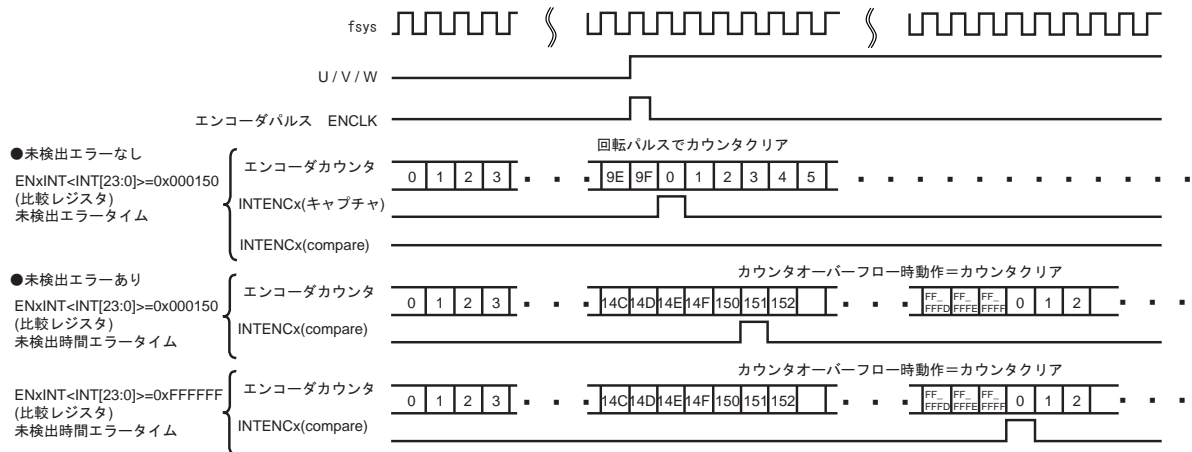 fsys
U / V / W
エンコーダパルス ENCLK
●未検出エラーなし
回転パルスでカウンタクリア
ENxINT<INT[23:0]>=0x000150
(比較レジスタ)
未検出エラータイム
エンコーダカウンタ
0 1 2 3 ・ ・ ・ 9E 9F 0 1 2 3 4 5 ・ ・ ・ ・ ・ ・ ・ ・ ・ ・ ・ ・ ・
INTENCx(キャプチャ)
INTENCx(compare)
●未検出エラーあり
カウンタオーバーフロー時動作=カウンタクリア
ENxINT<INT[23:0]>=0x000150
(比較レジスタ)
未検出時間エラータイム
エンコーダカウンタ
0 1 2 3 ・ ・ ・ 14C 14D 14E 14F 150 151 152 ・ ・ ・ FF_FFFD FF_FFFE FF_FFFF 0 1 2 ・ ・ ・
INTENCx(compare)
カウンタオーバーフロー時動作=カウンタクリア
ENxINT<INT[23:0]>=0xFFFFFF
(比較レジスタ)
未検出時間エラータイム
エンコーダカウンタ
0 1 2 3 ・ ・ ・ 14C 14D 14E 14F 150 151 152 ・ ・ ・ FF_FFFD FF_FFFE FF_FFFF 0 1 2 ・ ・ ・
INTENCx(compare)